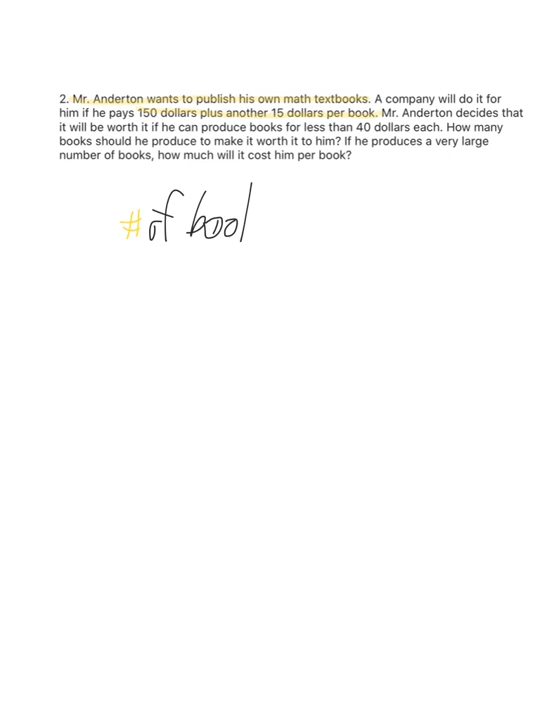 2. Mr. Anderton wants to publish his own math textbooks. A company will do it for
him if he pays 150 dollars plus another 15 dollars per book. Mr. Anderton decides that
it will be worth it if he can produce books for less than 40 dollars each. How many
books should he produce to make it worth it to him? If he produces a very large
number of books, how much will it cost him per book?
# of bool